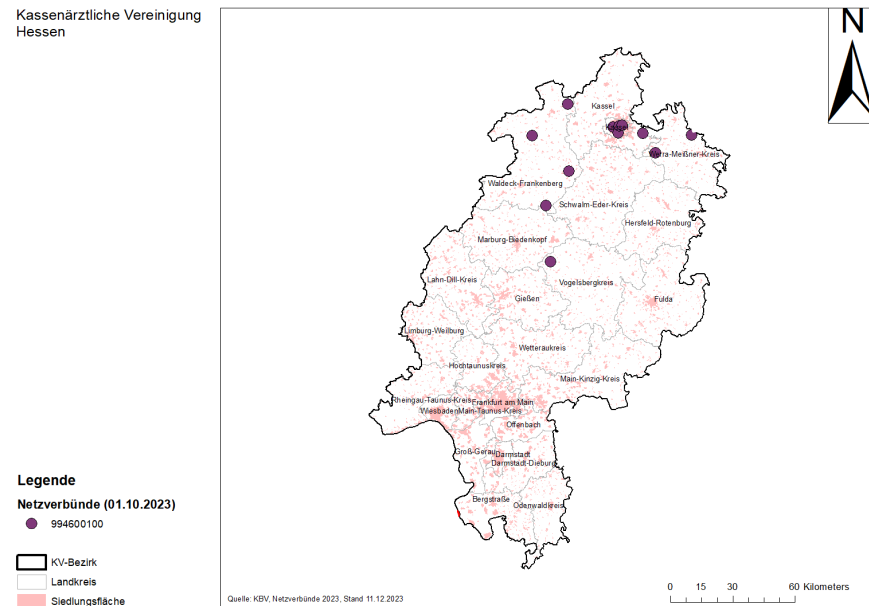 Kassenärztliche Vereinigung
Hessen
N
Kassel
Kassel
Werra-Meißner-Kreis
Waldeck-Frankenberg
Schwalm-Eder-Kreis
Hersfeld-Rotenburg
Marburg-Biedenkopf
Lahn-Dill-Kreis
Vogelsbergkreis
Gießen
Fulda
Limburg-Weilburg
Wetteraukreis
Hochtaunuskreis
Main-Kinzig-Kreis
Rheingau-Taunus-Kreis
Frankfurt am Main
Wiesbaden
Main-Taunus-Kreis
Offenbach
Groß-Gerau
Darmstadt
Darmstadt-Dieburg
Bergstraße
Odenwaldkreis
Legende
Netzverbünde (01.10.2023)
994600100
KV-Bezirk
Landkreis
Siedlungsfläche
Quelle: KBV, Netzverbünde 2023, Stand 11.12.2023
0 15 30 60 Kilometers